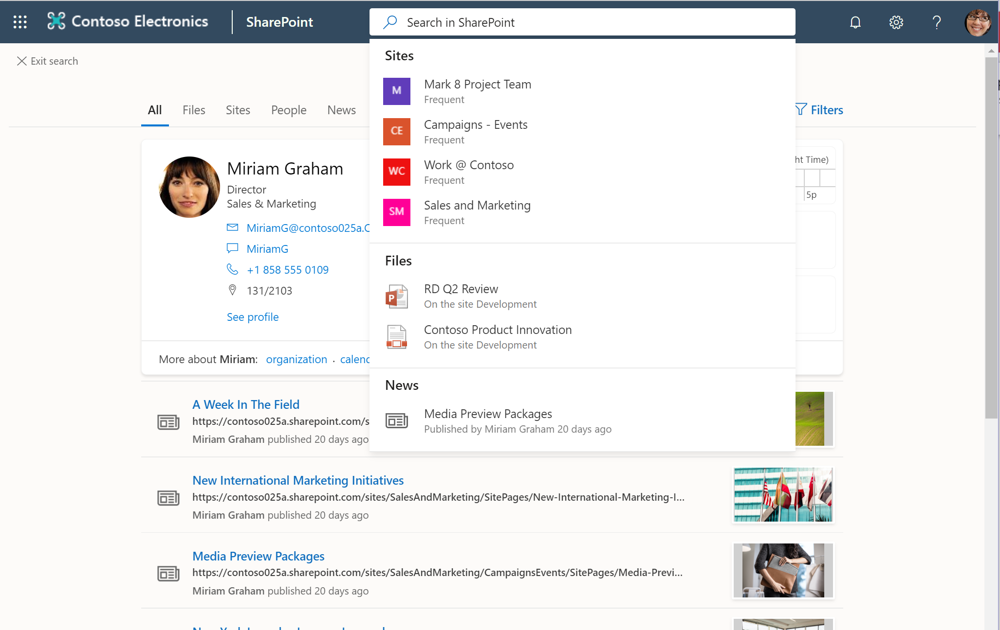 Contoso Electronics
SharePoint
Search in SharePoint
Exit search
All
Files
Sites
People
News
Filters
Sites
M
Mark 8 Project Team
Frequent
CE
Campaigns - Events
Frequent
WC
Work @ Contoso
Frequent
SM
Sales and Marketing
Frequent
Files
P
RD Q2 Review
On the site Development
Contoso Product Innovation
On the site Development
News
Media Preview Packages
Published by Miriam Graham 20 days ago
Miriam Graham
Director
Sales & Marketing
MiriamG@contoso025a.
MiriamG
+1 858 555 0109
131/2103
See profile
Time)
5p
More about Miriam: organization ·
A Week In The Field
https://contoso025a.sharepoint.com/s
Miriam Graham published 20 days ago
New International Marketing Initiatives
https://contoso025a.sharepoint.com/sites/SalesAndMarketing/SitePages/New-International-Marketing-I...
Miriam Graham published 20 days ago
Media Preview Packages
https://contoso025a.sharepoint.com/sites/SalesAndMarketing/CampaignsEvents/SitePages/Media-Previ...
Miriam Graham published 20 days ago